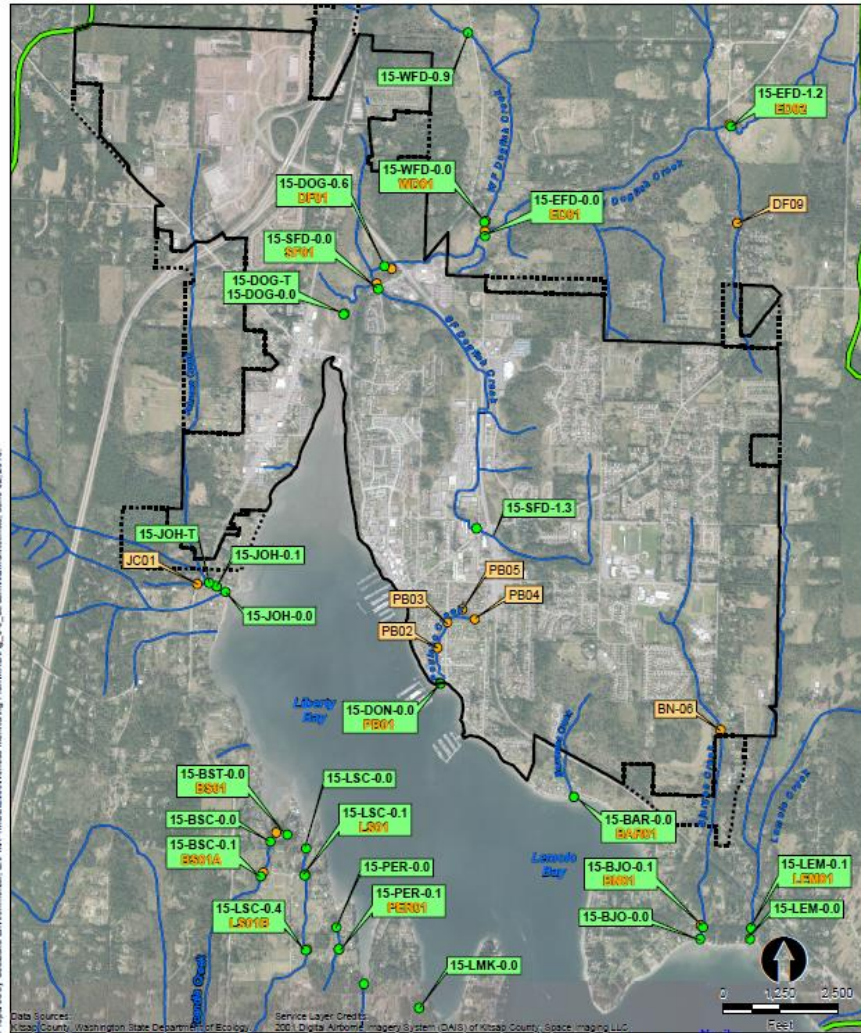 15-WFD-0.9
15-EFD-1.2
ED02
WF Dogfish Creek
15-WFD-0.0
WD01
Dogfish Creek
15-DOG-0.6
DF01
15-EFD-0.0
ED01
DF09
15-SFD-0.0
SF01
15-DOG-T
15-DOG-0.0
SF Dogfish Creek
15-SFD-1.3
15-JOH-T
15-JOH-0.1
JC01
PB05
PB03
PB04
15-JOH-0.0
PB02
Liberty
Bay
15-DON-0.0
PB01
BN-06
15-BST-0.0
BS01
15-LSC-0.0
15-BSC-0.0
15-LSC-0.1
LS01
15-BAR-0.0
BAR01
Bjorgen Creek
Lemolo Creek
15-BSC-0.1
BS01A
Lemolo
Bay
15-PER-0.0
15-BJO-0.1
BN01
15-LEM-0.1
LEM01
15-PER-0.1
PER01
15-LSC-0.4
LS01B
15-BJO-0.0
15-LEM-0.0
15-LMK-0.0
0 1,250 2,500
Feet
Data Sources:
Kitsap County, Washington State Department of Ecology
Service Layer Credits:
2001 Digital Airborne Imagery System (DAIS) of Kitsap County, Space Imaging LLC